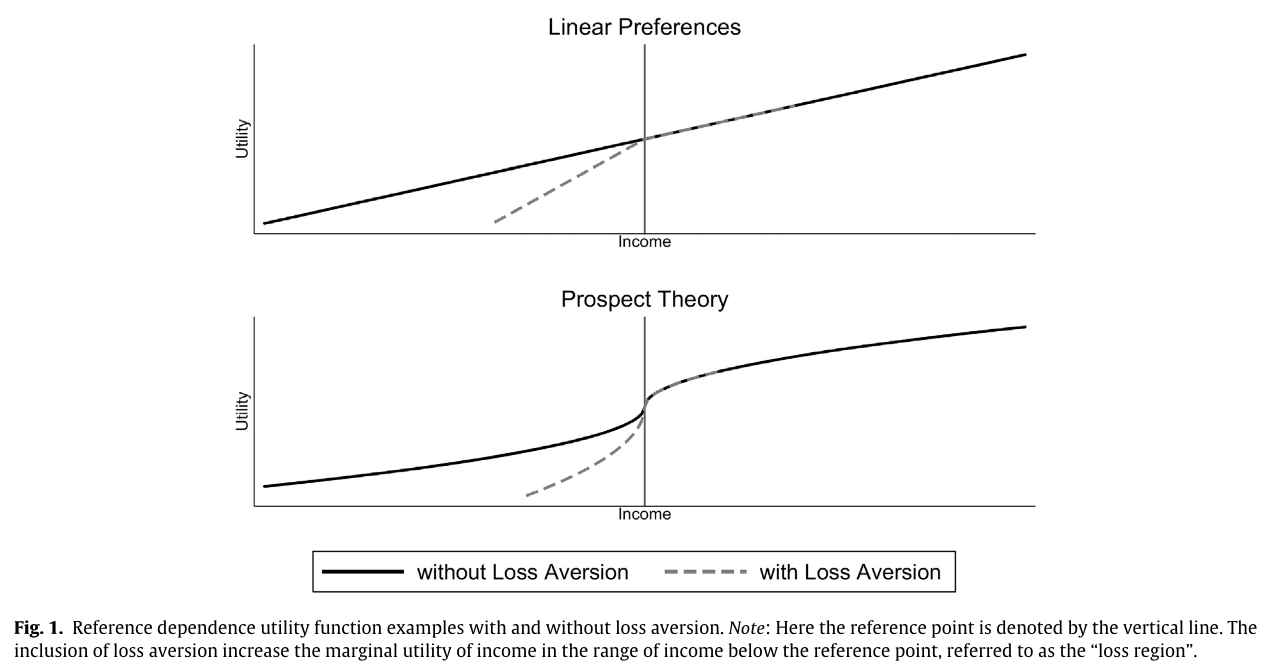 Linear Preferences
Utility
Income
Prospect Theory
Utility
Income
without Loss Aversion with Loss Aversion
Fig. 1. Reference dependence utility function examples with and without loss aversion. Note: Here the reference point is denoted by the vertical line. The
inclusion of loss aversion increase the marginal utility of income in the range of income below the reference point, referred to as the “loss region”.